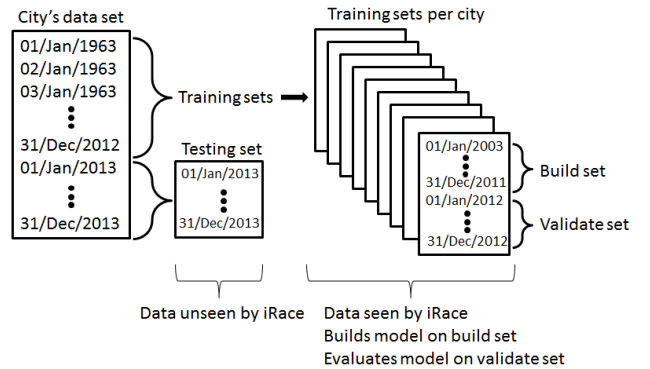 City's data set
01/Jan/1963
02/Jan/1963
03/Jan/1963
31/Dec/2012
01/Jan/2013
31/Dec/2013
Training sets
Testing set
01/Jan/2013
31/Dec/2013
Training sets per city
01/Jan/2003
31/Dec/2011
01/Jan/2012
31/Dec/2012
Build set
Validate set
Data unseen by iRace
Data seen by iRace
Builds model on build set
Evaluates model on validate set